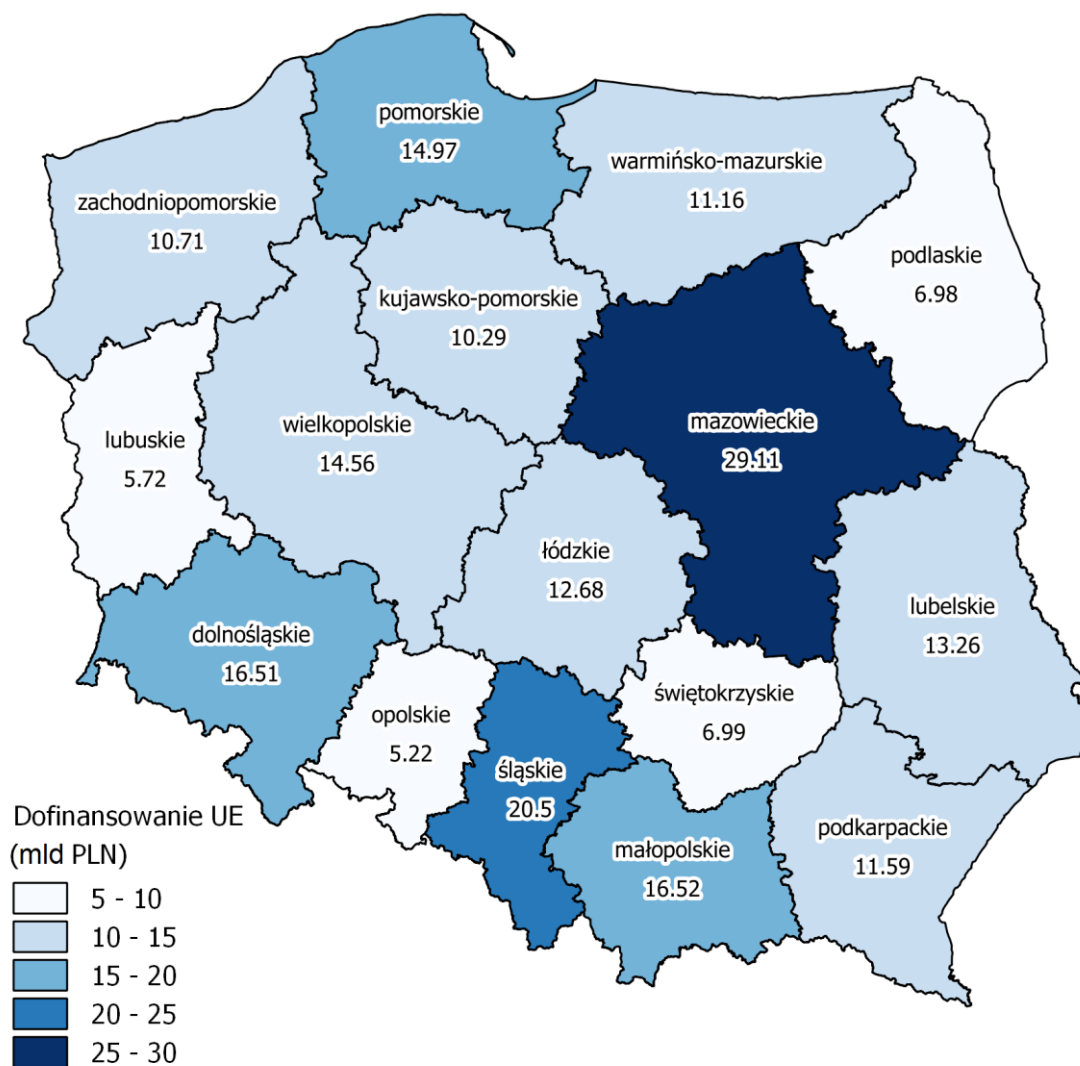 pomorskie
14.97
warmińsko-mazurskie
11.16
zachodniopomorskie
10.71
podlaskie
6.98
kujawsko-pomorskie
10.29
mazowieckie
29.11
wielkopolskie
14.56
lubuskie
5.72
łódzkie
12.68
lubelskie
13.26
dolnośląskie
16.51
świętokrzyskie
6.99
opolskie
5.22
śląskie
20.5
podkarpackie
11.59
małopolskie
16.52
Dofinansowanie UE
(mld PLN)
5 - 10
10 - 15
15 - 20
20 - 25
25 - 30